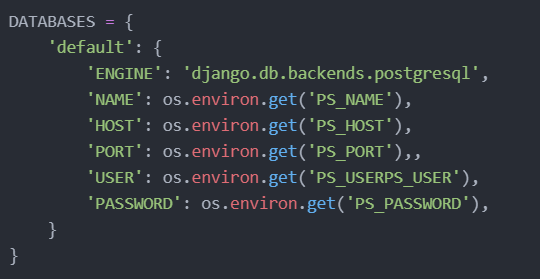 DATABASES = {
    'default': {
        'ENGINE': 'django.db.backends.postgresql',
        'NAME': os.environ.get('PS_NAME'),
        'HOST': os.environ.get('PS_HOST'),
        'PORT': os.environ.get('PS_PORT'),,
        'USER': os.environ.get('PS_USERPS_USER'),
        'PASSWORD': os.environ.get('PS_PASSWORD'),
    }
}